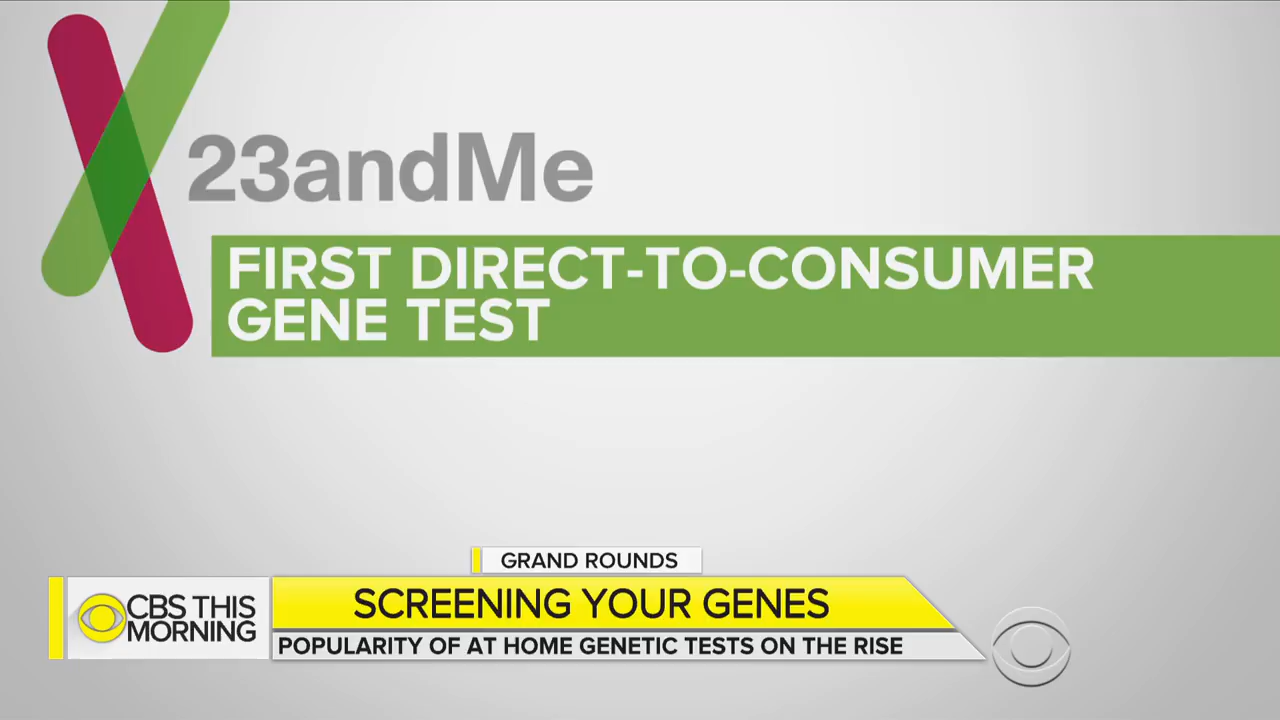 23andMe
FIRST DIRECT-TO-CONSUMER
GENE TEST
GRAND ROUNDS
CBS THIS
MORNING
SCREENING YOUR GENES
POPULARITY OF AT HOME GENETIC TESTS ON THE RISE